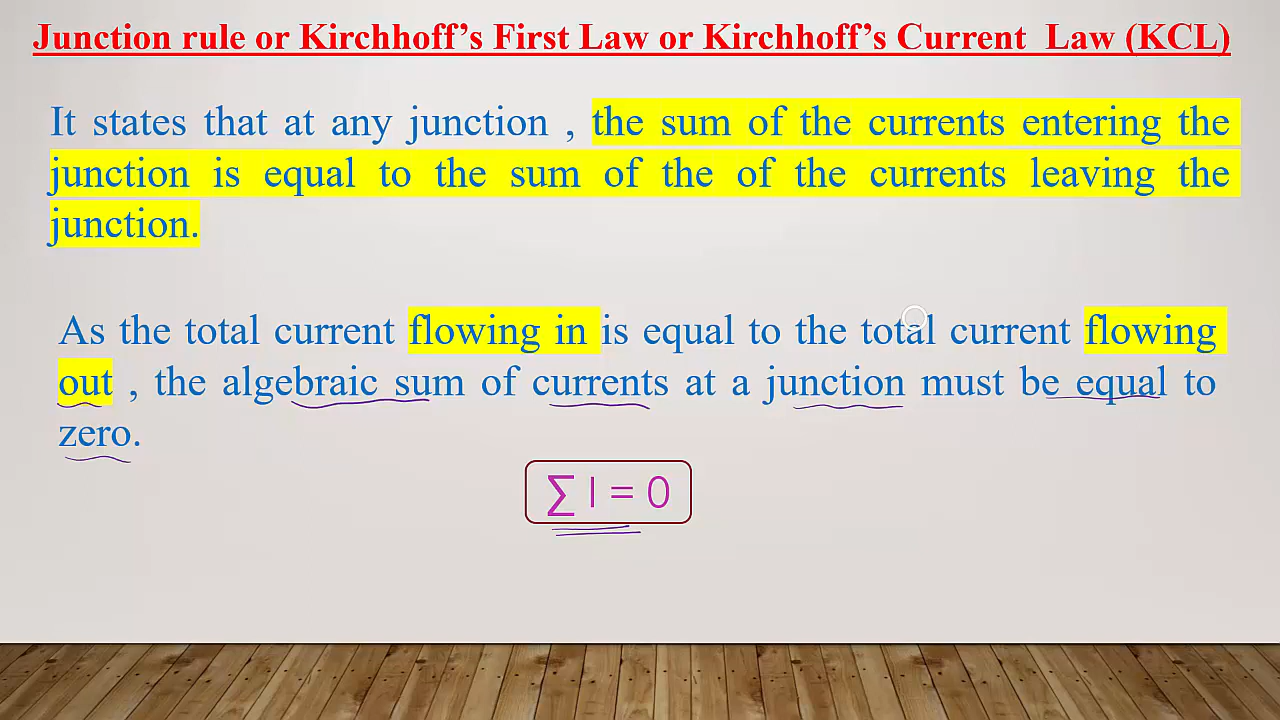 Junction rule or Kirchhoff’s First Law or Kirchhoff’s Current Law (KCL)
It states that at any junction , the sum of the currents entering the
junction is equal to the sum of the of the currents leaving the
junction.
As the total current flowing in is equal to the total current flowing
out , the algebraic sum of currents at a junction must be equal to
zero.
∑ I = 0